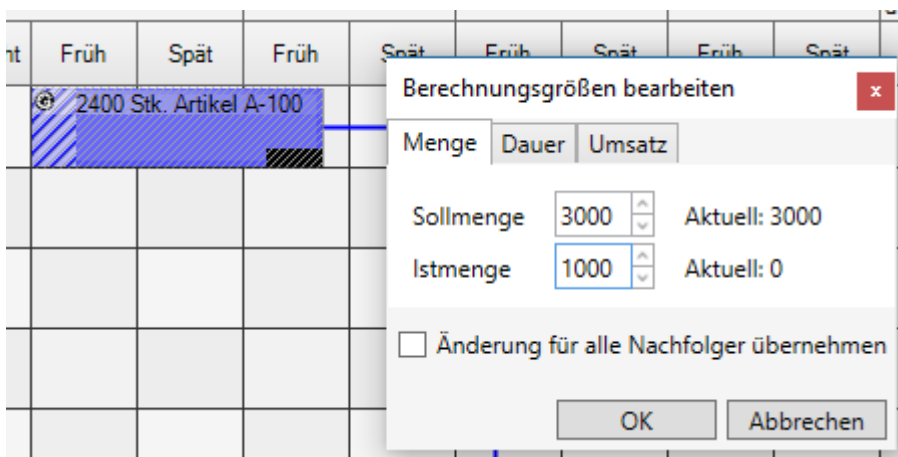 Früh Spät Früh Spät Früh Spät Früh Spät
2400 Stk. Artikel A-100
Berechnungsgrößen bearbeiten x
Menge Dauer Umsatz
Sollmenge 3000 Aktuell: 3000
Istmenge 1000 Aktuell: 0
Änderung für alle Nachfolger übernehmen
OK Abbrechen